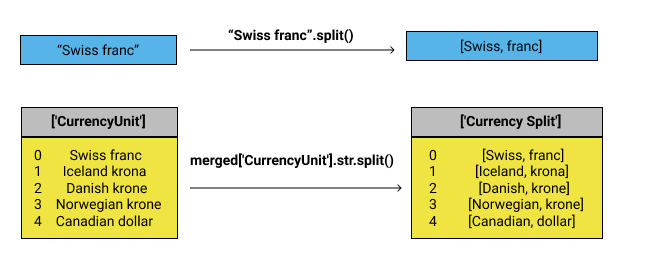 “Swiss franc”.split()
“Swiss franc”
[Swiss, franc]
['CurrencyUnit']
['Currency Split']
merged['CurrencyUnit'].str.split()
0 Swiss franc
1 Iceland krona
2 Danish krone
3 Norwegian krone
4 Canadian dollar
0 [Swiss, franc]
1 [Iceland, krona]
2 [Danish, krone]
3 [Norwegian, krone]
4 [Canadian, dollar]